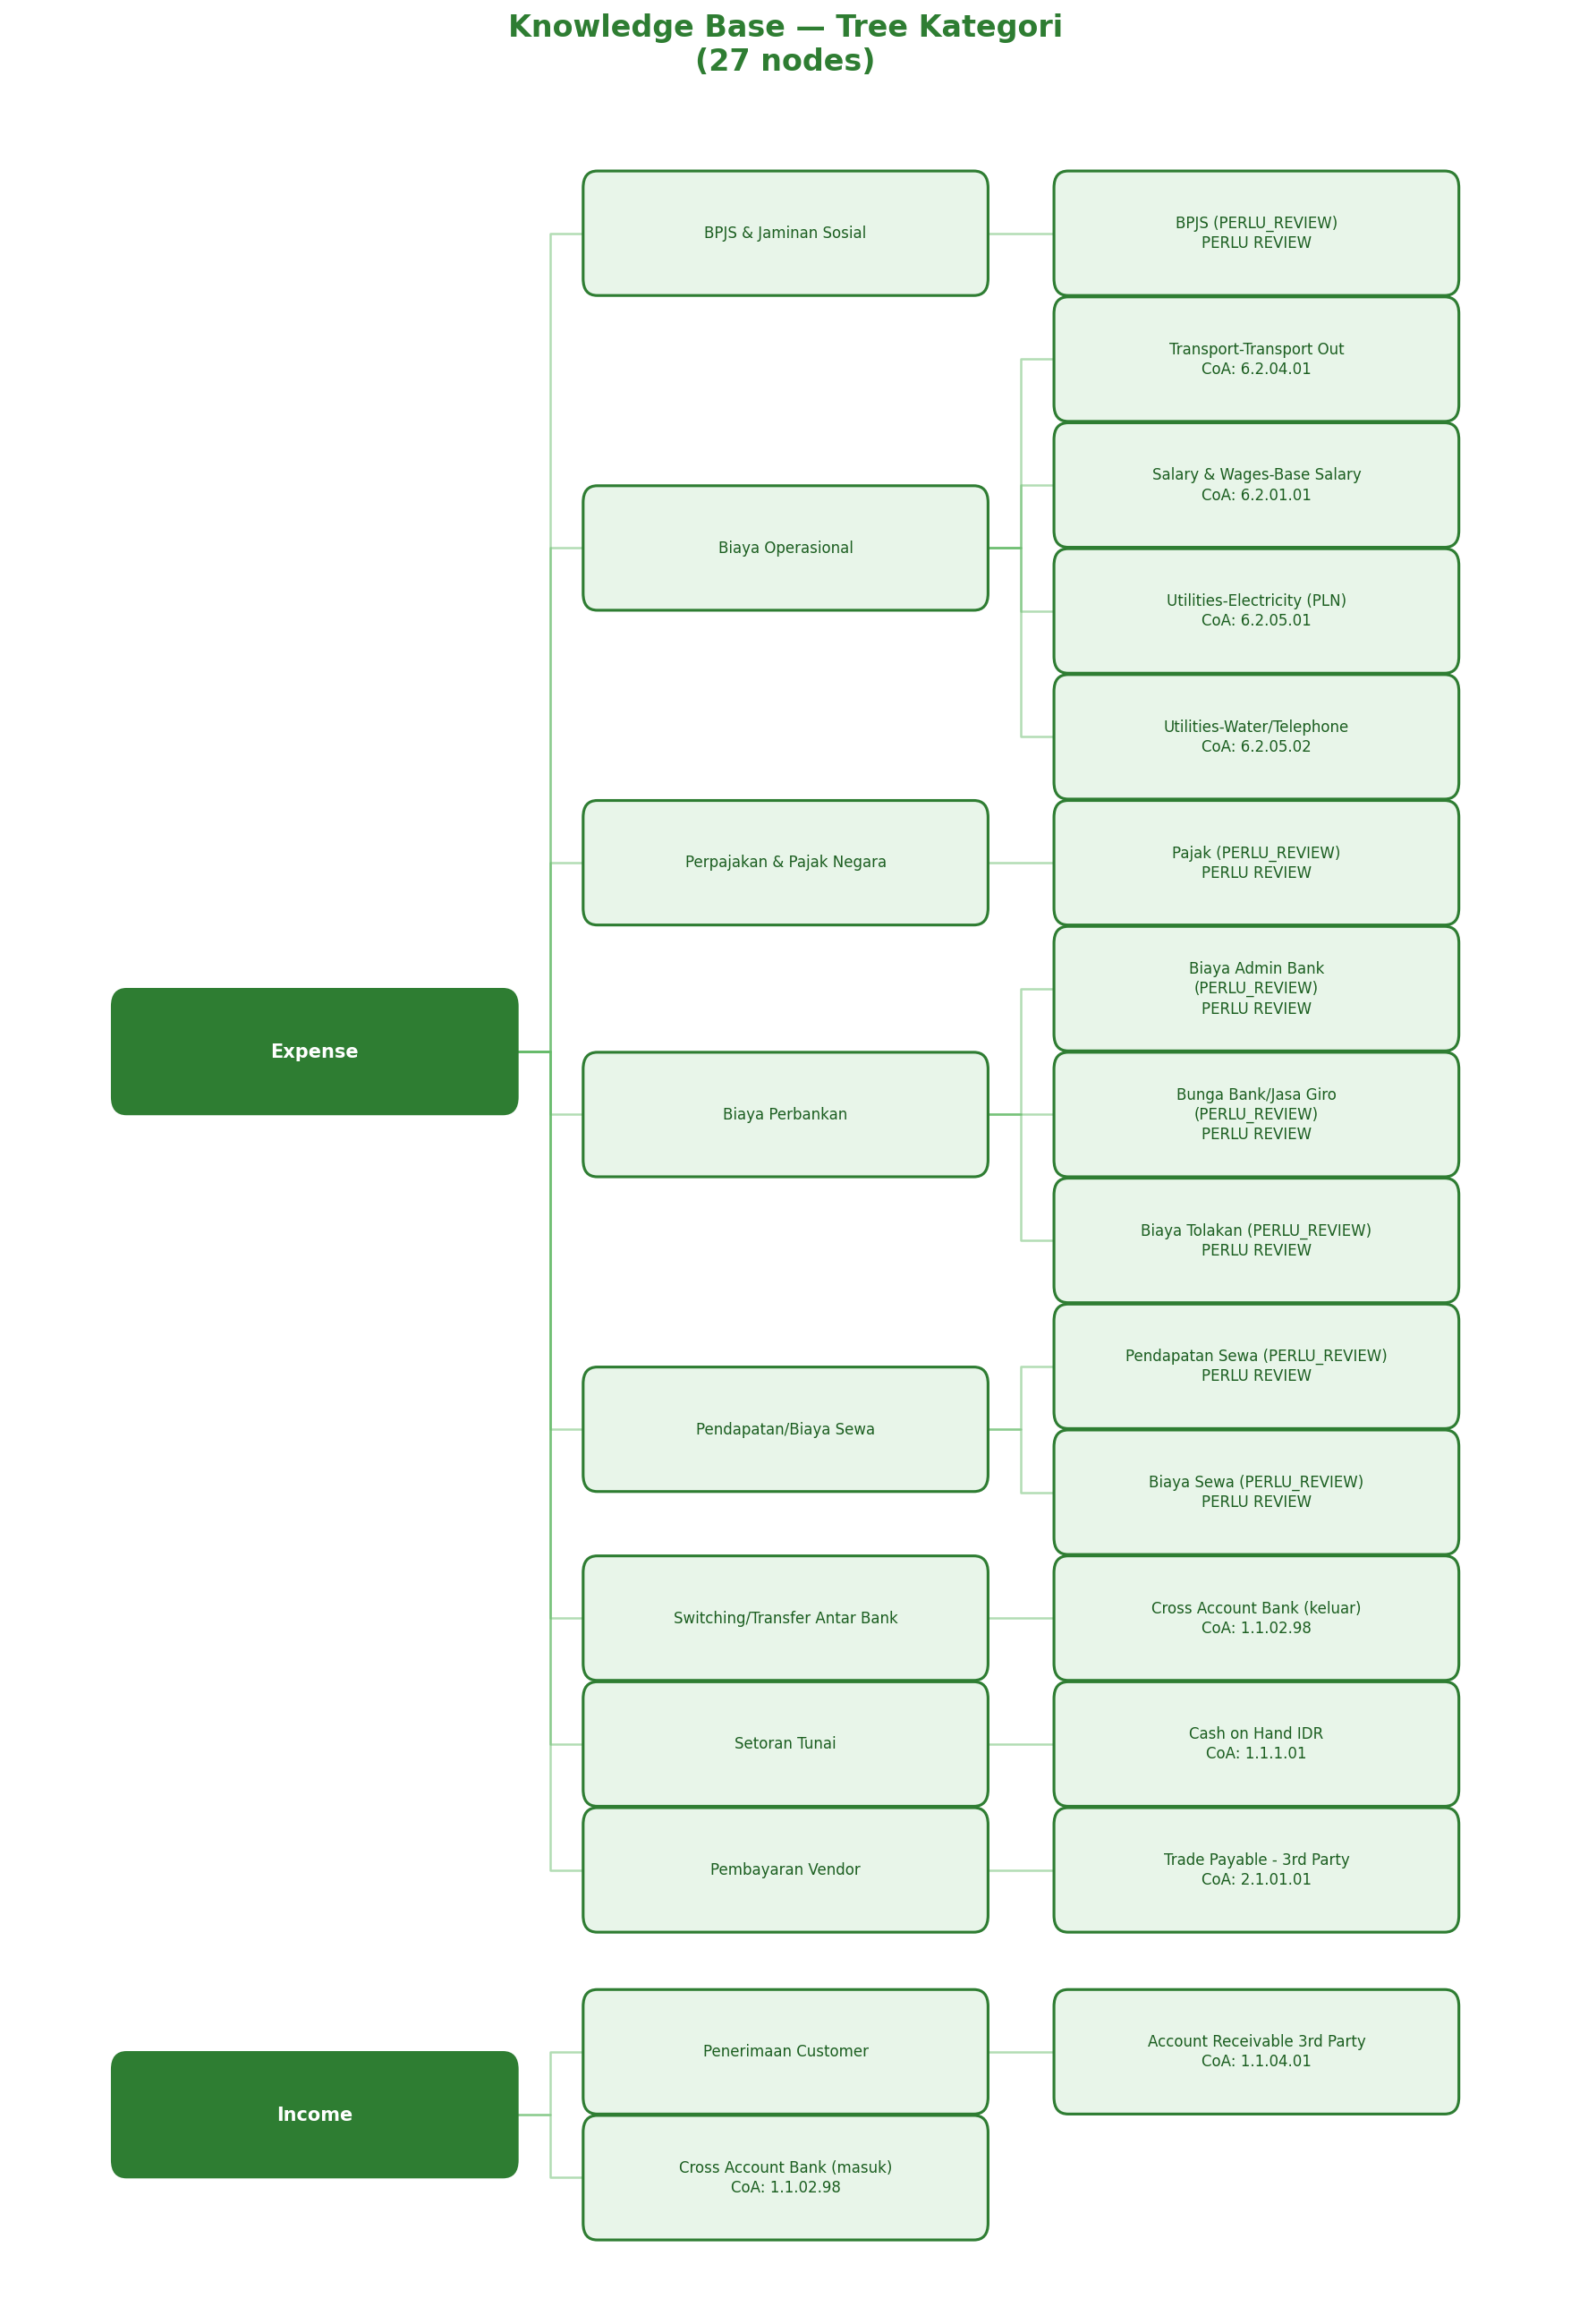 Knowledge Base — Tree Kategori
(27 nodes)
BPJS & Jaminan Sosial
BPJS (PERLU_REVIEW)
PERLU REVIEW
Transport-Transport Out
CoA: 6.2.04.01
Salary & Wages-Base Salary
CoA: 6.2.01.01
Biaya Operasional
Utilities-Electricity (PLN)
CoA: 6.2.05.01
Utilities-Water/Telephone
CoA: 6.2.05.02
Perpajakan & Pajak Negara
Pajak (PERLU_REVIEW)
PERLU REVIEW
Expense
Biaya Admin Bank
(PERLU_REVIEW)
PERLU REVIEW
Biaya Perbankan
Bunga Bank/Jasa Giro
(PERLU_REVIEW)
PERLU REVIEW
Biaya Tolakan (PERLU_REVIEW)
PERLU REVIEW
Pendapatan/Biaya Sewa
Pendapatan Sewa (PERLU_REVIEW)
PERLU REVIEW
Biaya Sewa (PERLU_REVIEW)
PERLU REVIEW
Switching/Transfer Antar Bank
Cross Account Bank (keluar)
CoA: 1.1.02.98
Setoran Tunai
Cash on Hand IDR
CoA: 1.1.1.01
Pembayaran Vendor
Trade Payable - 3rd Party
CoA: 2.1.01.01
Income
Penerimaan Customer
Account Receivable 3rd Party
CoA: 1.1.04.01
Cross Account Bank (masuk)
CoA: 1.1.02.98